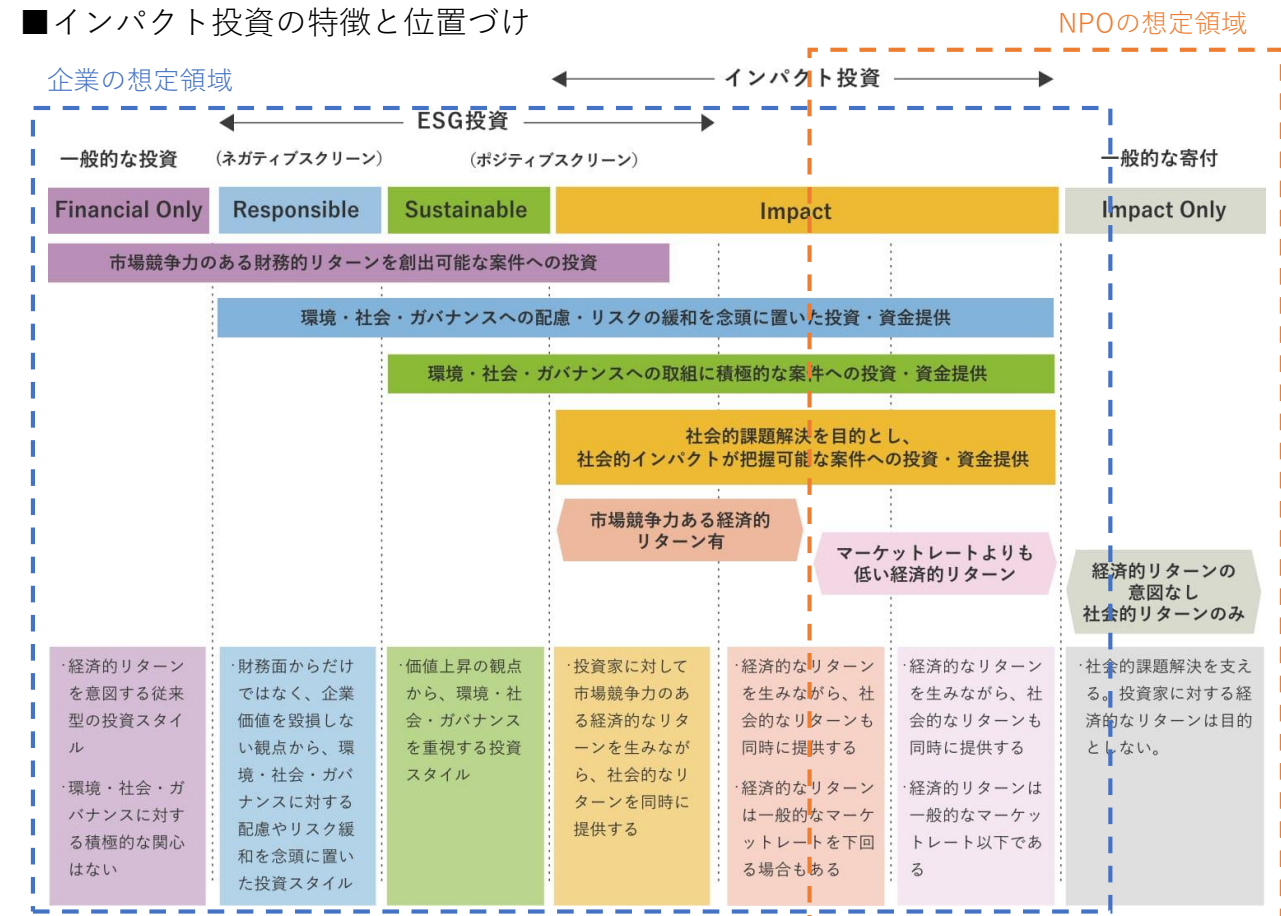 ■インパクト投資の特徴と位置づけ
NPOの想定領域
企業の想定領域
インパクト投資
ESG投資
一般的な投資
(ネガティブスクリーン)
(ポジティブスクリーン)
一般的な寄付
Financial Only
Responsible
Sustainable
Impact
Impact Only
市場競争力のある財務的リターンを創出可能な案件への投資
環境・社会・ガバナンスへの配慮・リスクの緩和を念頭に置いた投資・資金提供
環境・社会・ガバナンスへの取組に積極的な案件への投資・資金提供
社会的課題解決を目的とし、
社会的インパクトが把握可能な案件への投資・資金提供
市場競争力ある経済的
リターン有
マーケットレートよりも
低い経済的リターン
経済的リターンの
意図なし
社会的リターンのみ
·経済的リターン
を意図する従来
型の投資スタイ
ル
·環境・社会・ガ
バナンスに対す
る積極的な関心
はない
·財務面からだけ
ではなく、企業
価値を毀損しな
い観点から、環
境・社会・ガバ
ナンスに対する
配慮やリスク緩
和を念頭に置い
た投資スタイル
·価値上昇の観点
から、環境・社
会・ガバナンス
を重視する投資
スタイル
·投資家に対して
市場競争力のあ
る経済的なリタ
ーンを生みなが
ら、社会的なリ
ターンを同時に
提供する
·経済的なリターン
を生みながら、社
会的なリターンも
同時に提供する
·経済的なリターン
は一般的なマーケ
ットレートを下回
る場合もある
·経済的なリターン
を生みながら、社
会的なリターンも
同時に提供する
·経済的リターンは
一般的なマーケッ
トレート以下であ
る
·社会的課題解決を支え
る。投資家に対する経
済的なリターンは目的
としない。